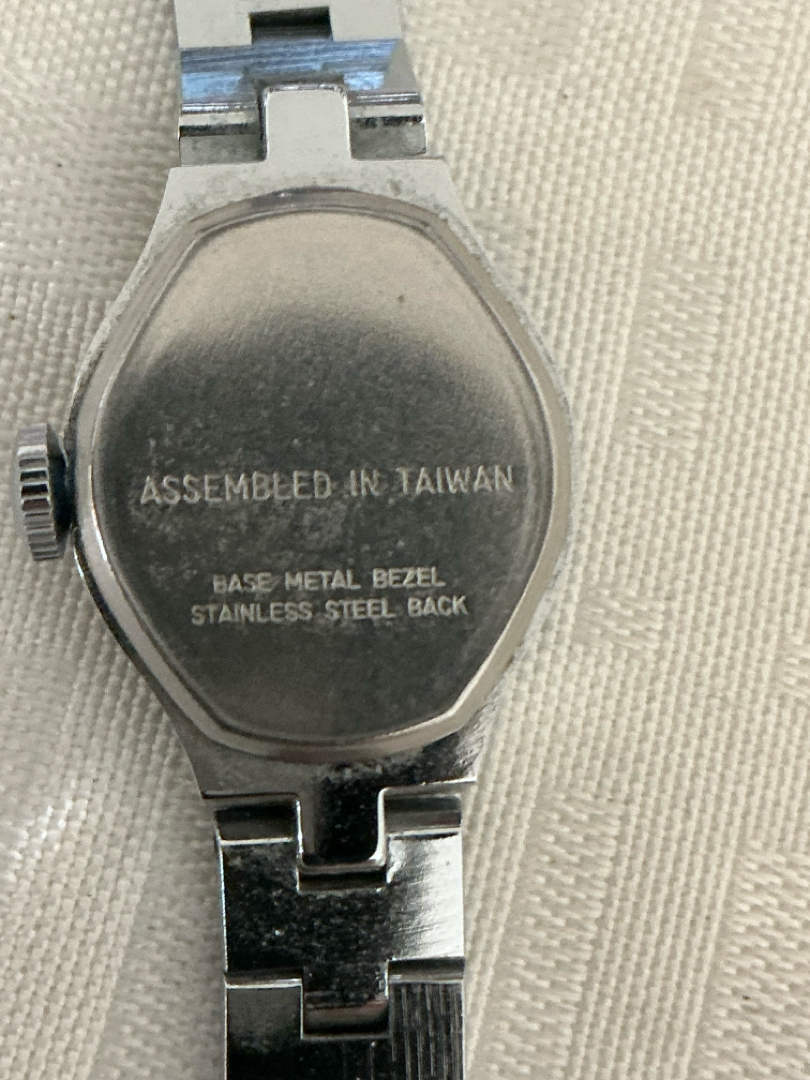 ASSEMBLED IN TAIWAN
BASE METAL BEZEL
STAINLESS STEEL BACK